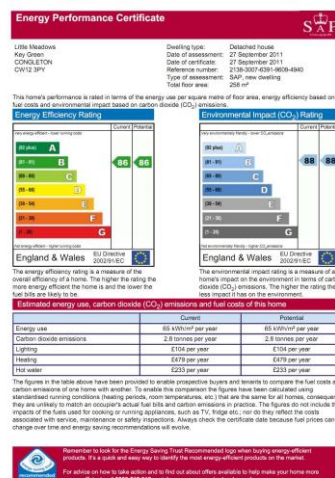 Energy Performance Certificate
SAP
Little Meadows
Key Green
CONGLETON
CW12 3PY
Dwelling type: Detached house
Date of assessment: 27 September 2011
Date of certificate: 27 September 2011
Reference number: 2138-3007-6391-9609-4940
Type of assessment: SAP, new dwelling
Total floor area: 256 m²
This home's performance is rated in terms of the energy use per square metre of floor area, energy efficiency based on
fuel costs and environmental impact based on carbon dioxide (CO₂) emissions.
Energy Efficiency Rating
Current Potential
Very energy efficient - lower running costs
(92 plus) A
(81 - 91) B
(69 - 80) C
(55 - 68) D
(39 - 54) E
(21 - 38) F
(1 - 20) G
86 86
Not energy efficient - higher running costs
England & Wales
EU Directive
2002/91/EC
The energy efficiency rating is a measure of the
overall efficiency of a home. The higher the rating the
more energy efficient the home is and the lower the
fuel bills are likely to be.
Environmental Impact (CO₂) Rating
Current Potential
Very environmentally friendly - lower CO₂ emissions
(92 plus) A
(81 - 91) B
(69 - 80) C
(55 - 68) D
(39 - 54) E
(21 - 38) F
(1 - 20) G
88 88
Not environmentally friendly - higher CO₂ emissions
England & Wales
EU Directive
2002/91/EC
The environmental impact rating is a measure of a
home's impact on the environment in terms of carb
dioxide (CO₂) emissions. The higher the rating the
less impact it has on the environment.
Estimated energy use, carbon dioxide (CO₂) emissions and fuel costs of this home
Current Potential
Energy use 65 kWh/m² per year 65 kWh/m² per year
Carbon dioxide emissions 2.8 tonnes per year 2.8 tonnes per year
Lighting £104 per year £104 per year
Heating £479 per year £479 per year
Hot water £233 per year £233 per year
The figures in the table above have been provided to enable prospective buyers and tenants to compare the fuel costs a
carbon emissions of one home with another. To enable this comparison the figures have been calculated using
standardised running conditions (heating periods, room temperatures, etc.) that are the same for all homes, conseque
they are unlikely to match an occupier's actual fuel bills and carbon emissions in practice. The figures do not include th
impacts of the fuels used for cooking or running appliances, such as TV, fridge etc.; nor do they reflect the costs
associated with service, maintenance or safety inspections. Always check the certificate date because fuel prices can
change over time and energy saving recommendations will evolve.
Remember to look for the Energy Saving Trust Recommended logo when buying energy-efficient
products. It's a quick and easy way to identify the most energy-efficient products on the market.
For advice on how to take action and to find out about offers available to help make your home more